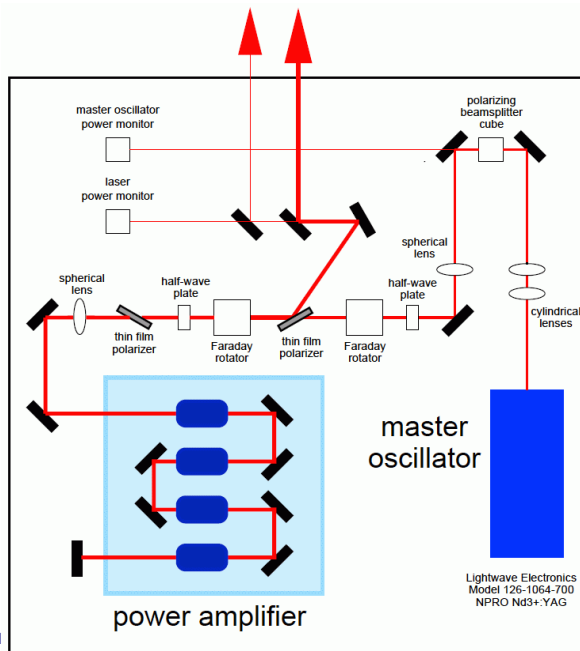 master oscillator
power monitor
polarizing
beamsplitter
cube
laser
power monitor
spherical
lens
spherical
lens
half-wave
plate
half-wave
plate
cylindrical
lenses
thin film
polarizer
Faraday
rotator
thin film
polarizer
Faraday
rotator
master
oscillator
power amplifier
Lightwave Electronics
Model 126-1064-700
NPRO Nd3+:YAG